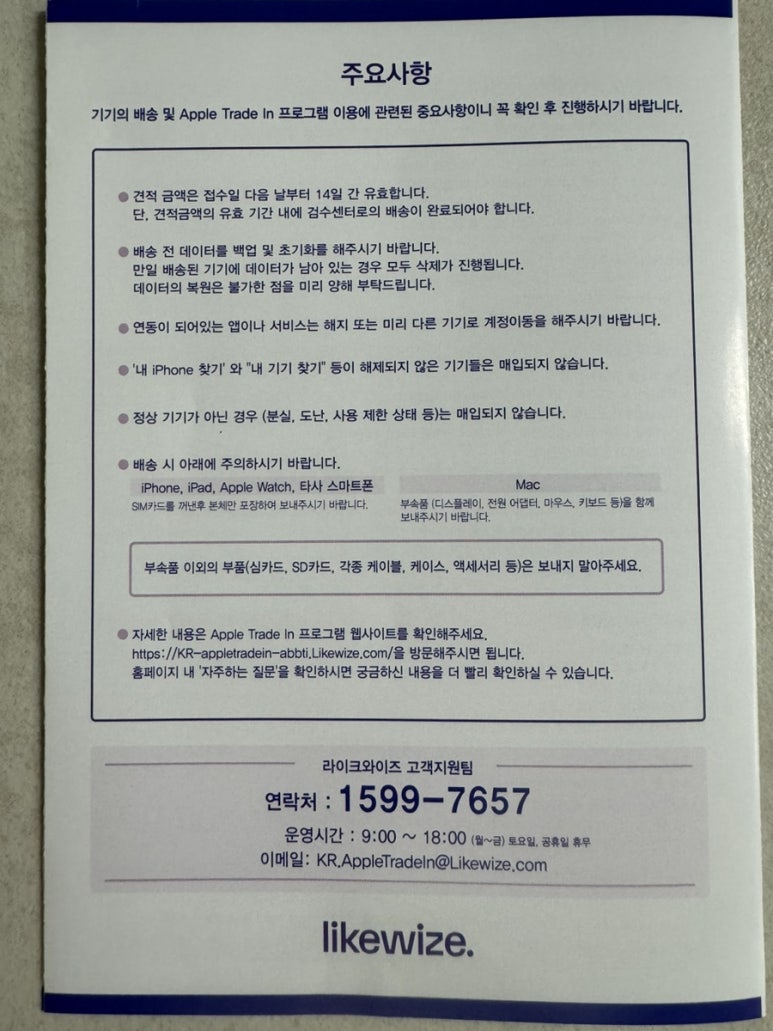 주요사항
기기의 배송 및 Apple Trade In 프로그램 이용에 관련된 중요사항이니 꼭 확인 후 진행하시기 바랍니다.
● 견적 금액은 접수일 다음 날부터 14일 간 유효합니다.
단, 견적금액의 유효 기간 내에 검수센터로의 배송이 완료되어야 합니다.
● 배송 전 데이터를 백업 및 초기화를 해주시기 바랍니다.
만일 배송된 기기에 데이터가 남아 있는 경우 모두 삭제가 진행됩니다.
데이터의 복원은 불가한 점을 미리 양해 부탁드립니다.
● 연동이 되어있는 앱이나 서비스는 해지 또는 미리 다른 기기로 계정이동을 해주시기 바랍니다.
● '내 iPhone 찾기' 와 "내 기기 찾기" 등이 해제되지 않은 기기들은 매입되지 않습니다.
● 정상 기기가 아닌 경우 (분실, 도난, 사용 제한 상태 등)는 매입되지 않습니다.
● 배송 시 아래에 주의하시기 바랍니다.
iPhone, iPad, Apple Watch, 타사 스마트폰
SIM카드를 꺼낸후 본체만 포장하여 보내주시기 바랍니다.
Mac
부속품 (디스플레이, 전원 어댑터, 마우스, 키보드 등)을 함께
보내주시기 바랍니다.
부속품 이외의 부품(심카드, SD카드, 각종 케이블, 케이스, 액세서리 등)은 보내지 말아주세요.
● 자세한 내용은 Apple Trade In 프로그램 웹사이트를 확인해주세요.
https://KR-appletradein-abbti.Likewize.com/을 방문해주시면 됩니다.
홈페이지 내 '자주하는 질문'을 확인하시면 궁금하신 내용을 더 빨리 확인하실 수 있습니다.
라이크와이즈 고객지원팀
연락처 : 1599-7657
운영시간 : 9:00 ~ 18:00 (월~금) 토요일, 공휴일 휴무
이메일: KR.AppleTradeIn@Likewize.com
likewize.